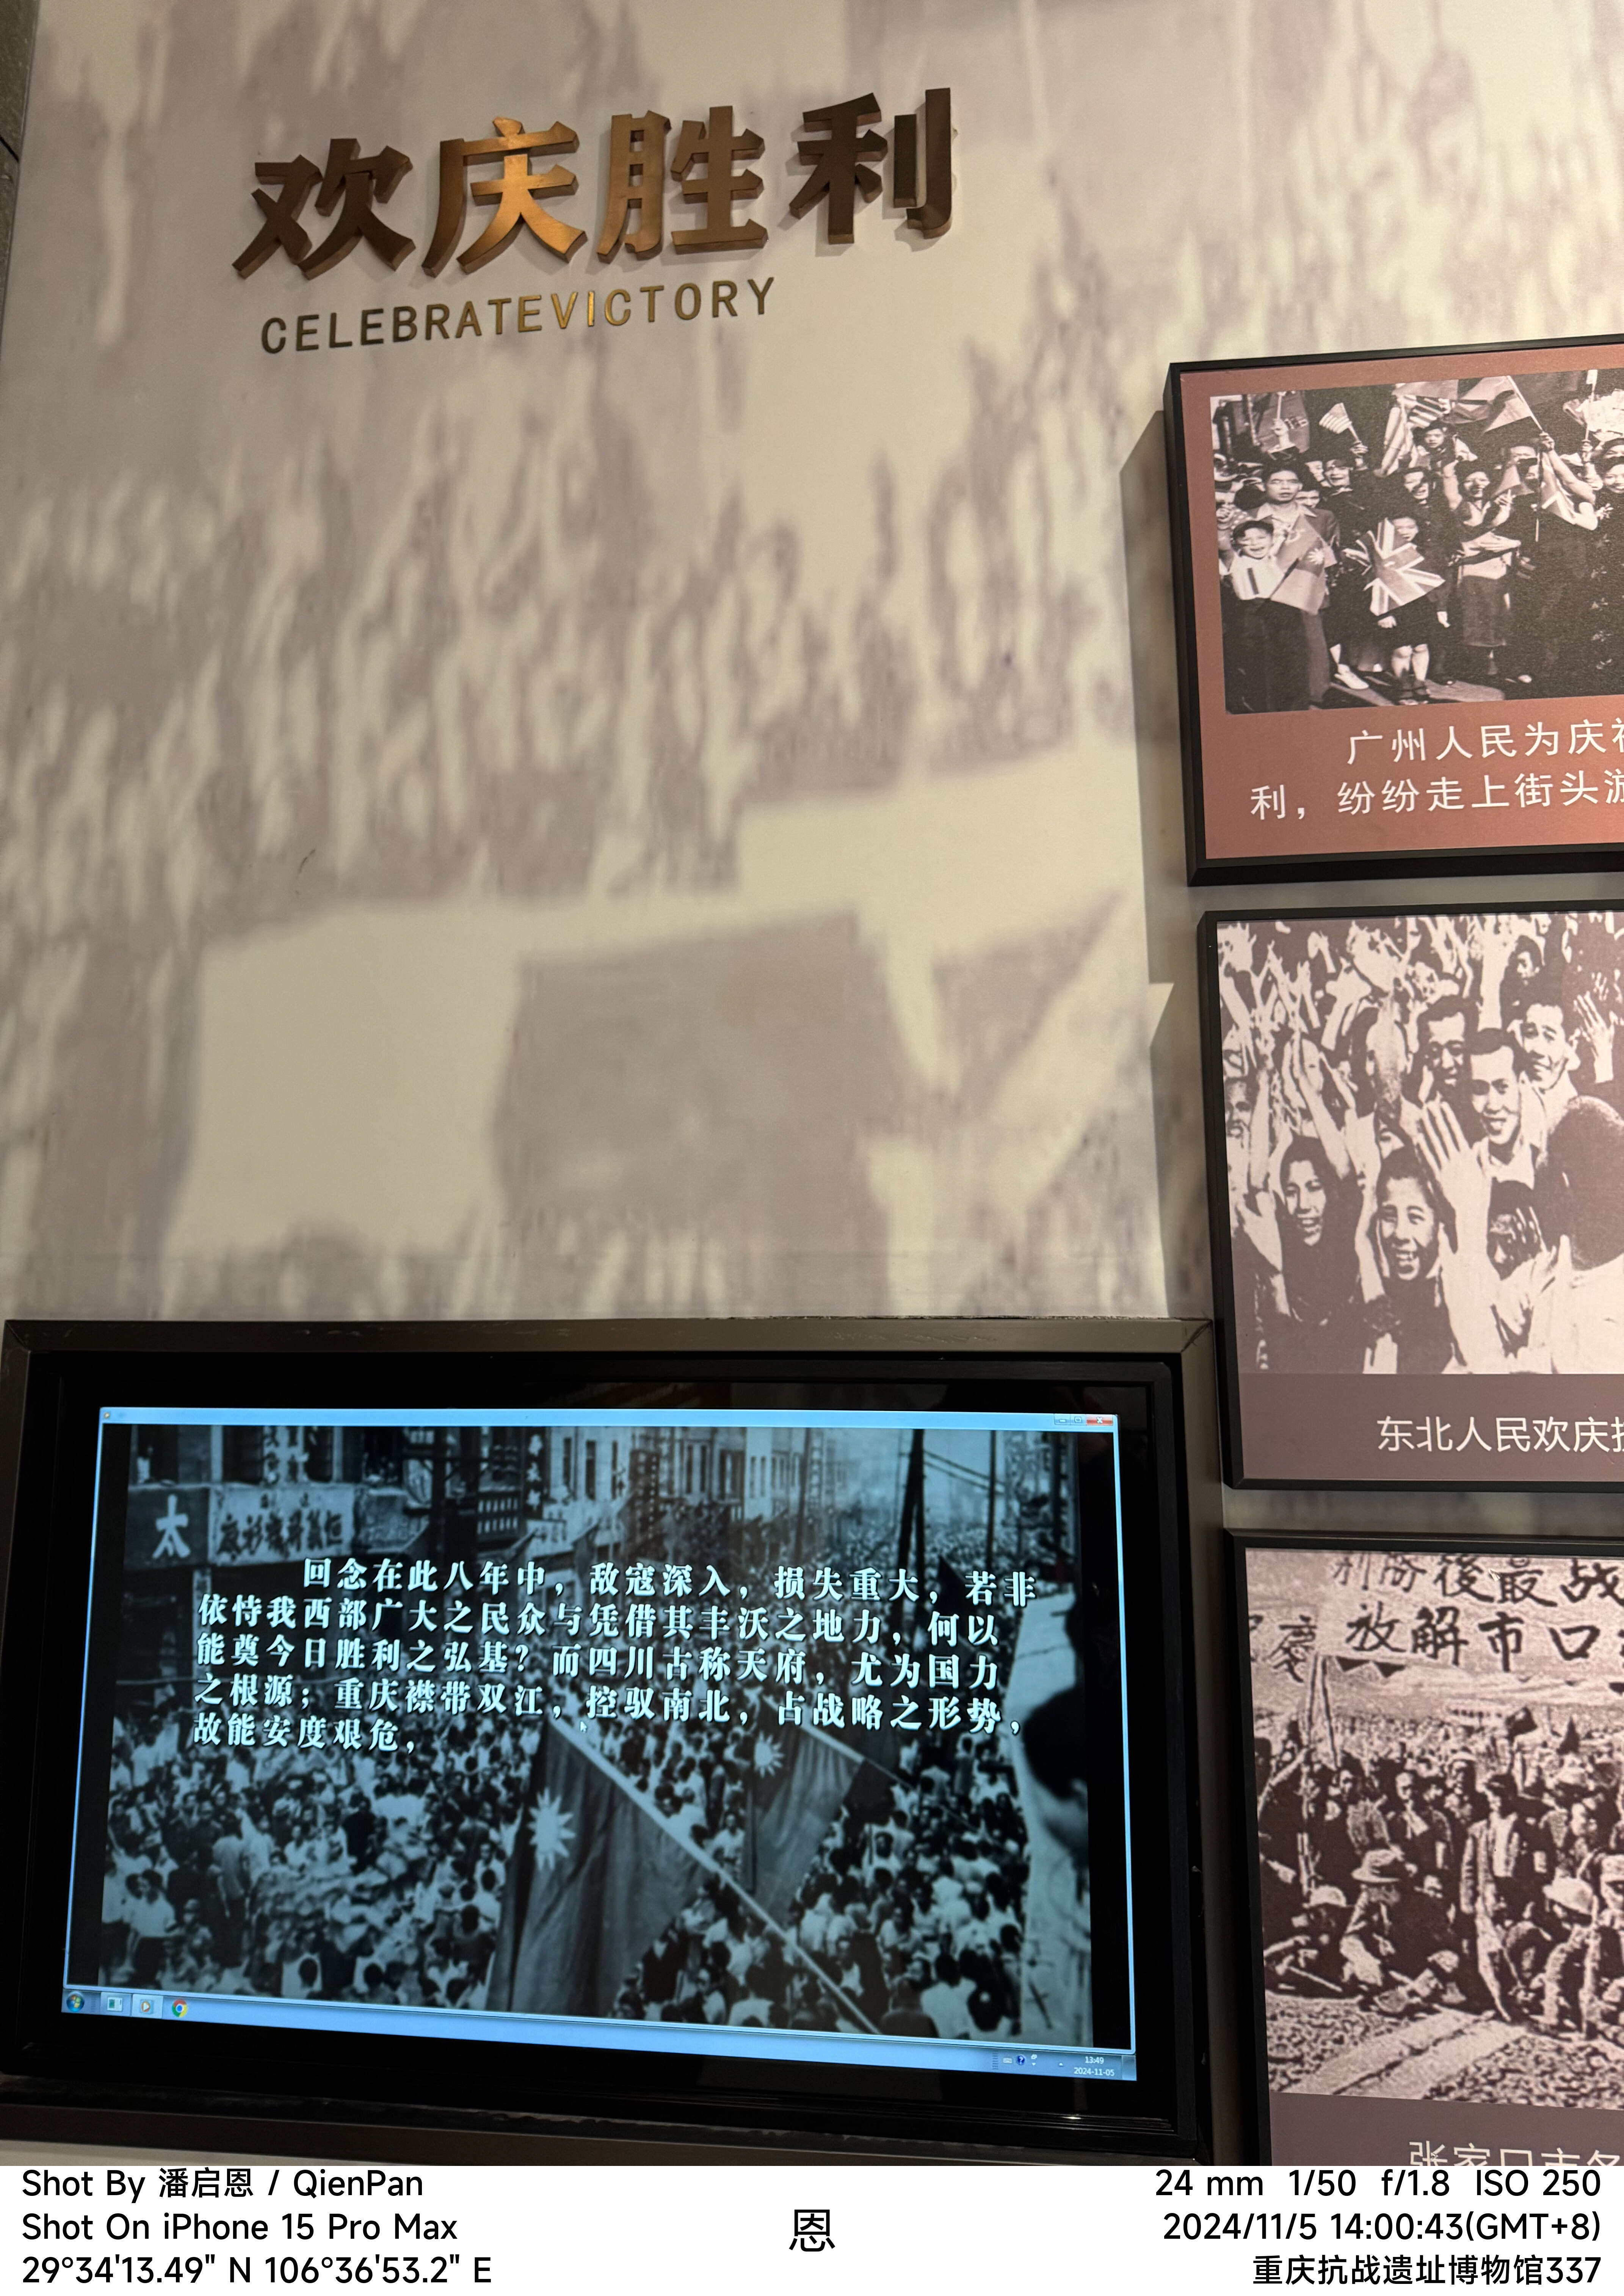 欢庆胜利
CELEBRATEVICTORY
广州人民为庆
利，纷纷走上街头
东北人民欢庆
战最後
放解市口
慶
太
回念在此八年中，敌寇深入，损失重大，若非
依恃我西部广大之民众与凭借其丰沃之地力，何以
能奠今日胜利之弘基？而四川古称天府，尤为国力
之根源；重庆襟带双江，控驭南北，占战略之形势，
故能安度艰危，
13:49
2024-11-05
张家口市各
Shot By 潘启恩 / QienPan
Shot On iPhone 15 Pro Max
29°34'13.49" N 106°36'53.2" E
恩
24 mm 1/50 f/1.8 ISO 250
2024/11/5 14:00:43(GMT+8)
重庆抗战遗址博物馆337